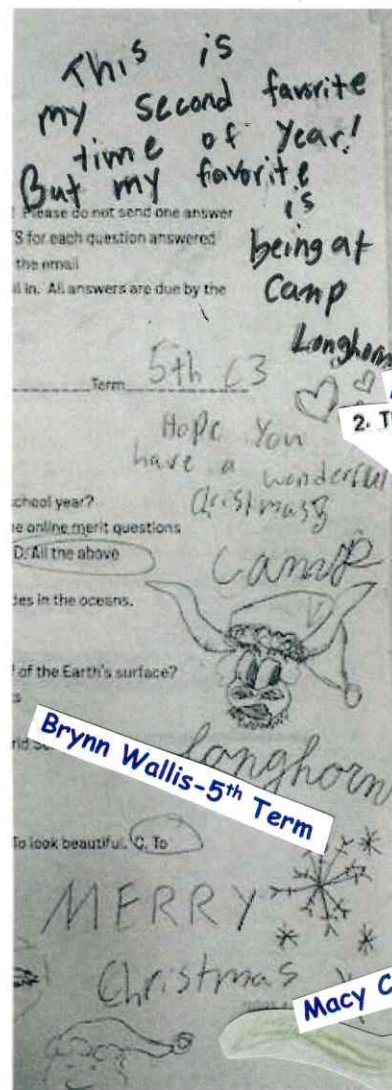 This is
my second favorite
time of year!
But my favorite
is
being at
Camp
Longhorn
! Please do not send one answer
S for each question answered
the email
il in. All answers are due by the
Term 5th C3
2. T
Hope You
have a wonderful
Christmas
school year?
e online merit questions
D. All the above
Camp
des in the oceans.
of the Earth's surface?
s
Longhorn
Brynn Wallis-5th Term
To look beautiful. C. To
MERRY
Christmas
Macy C